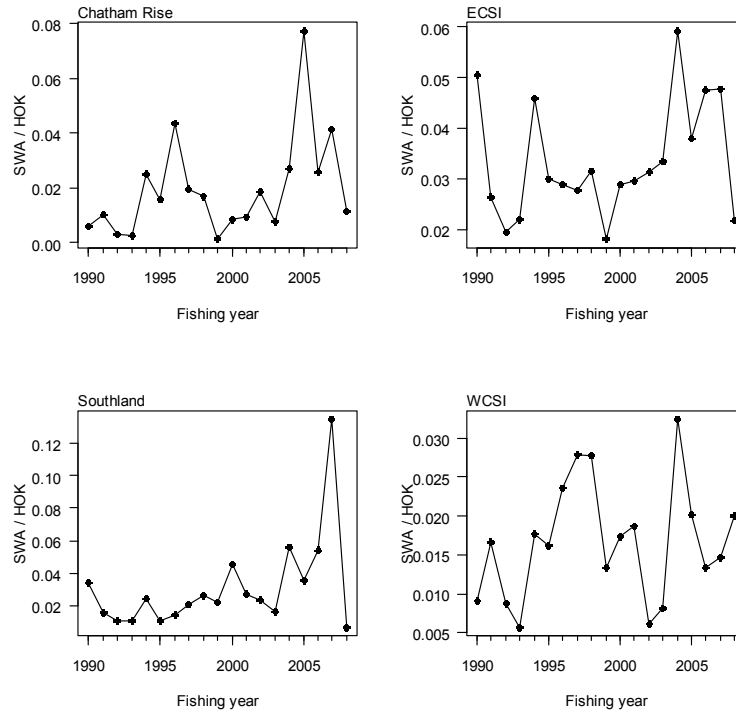 Chatham Rise
SWA / HOK
0.08
0.06
0.04
0.02
0.00
1990 1995 2000 2005
Fishing year
ECSI
SWA / HOK
0.06
0.05
0.04
0.03
0.02
1990 1995 2000 2005
Fishing year
Southland
SWA / HOK
0.12
0.10
0.08
0.06
0.04
0.02
1990 1995 2000 2005
Fishing year
WCSI
SWA / HOK
0.030
0.025
0.020
0.015
0.010
0.005
1990 1995 2000 2005
Fishing year